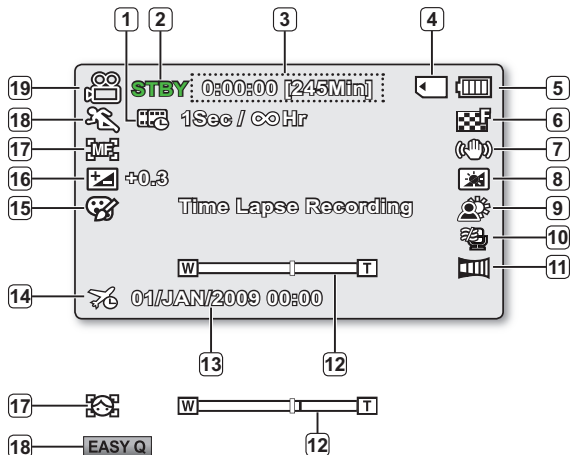 1 2 3 4
19 STBY 0:00:00 [245Min] 5
18 1Sec / ∞ Hr F 6
17 MF 7
16 +0.3 8
15 Time Lapse Recording 9
10
W T 11
14 01/JAN/2009 00:00
13 12
17 W T
18 EASY Q 12